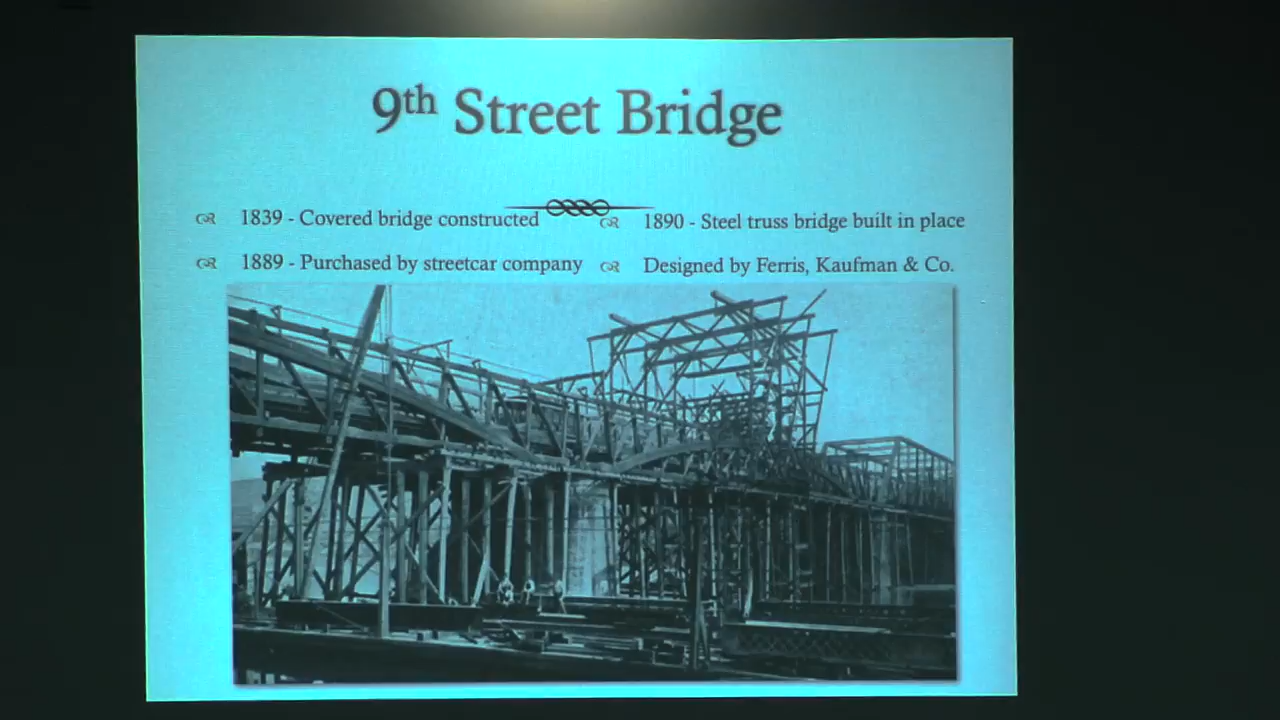 9th Street Bridge
1839 - Covered bridge constructed
1889 - Purchased by streetcar company
1890 - Steel truss bridge built in place
Designed by Ferris, Kaufman & Co.